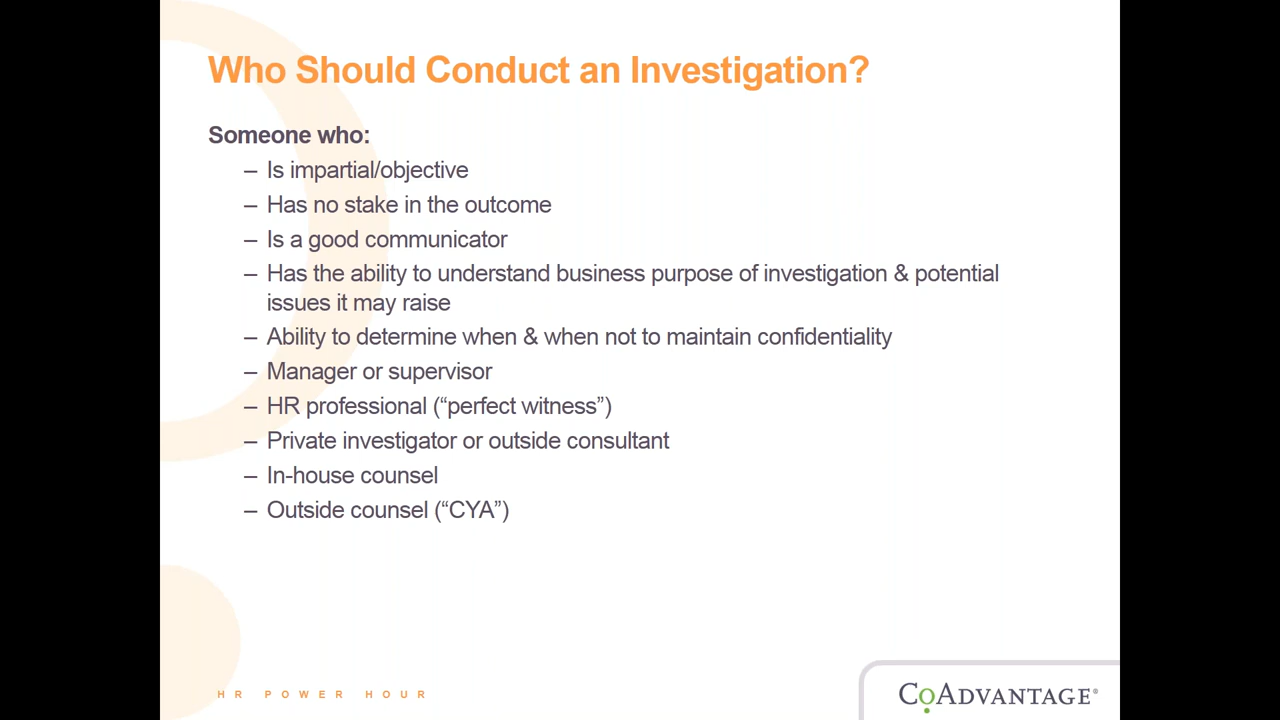 Who Should Conduct an Investigation?
Someone who:
– Is impartial/objective
– Has no stake in the outcome
– Is a good communicator
– Has the ability to understand business purpose of investigation & potential
issues it may raise
– Ability to determine when & when not to maintain confidentiality
– Manager or supervisor
– HR professional (“perfect witness”)
– Private investigator or outside consultant
– In-house counsel
– Outside counsel (“CYA”)
HR POWER HOUR
CoAdvantage®